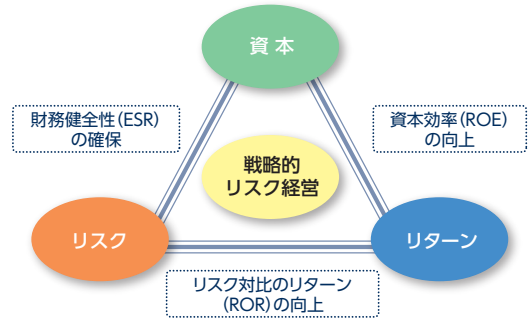 資本
財務健全性(ESR)
の確保
資本効率(ROE)
の向上
戦略的
リスク経営
リスク
リターン
リスク対比のリターン
(ROR)の向上